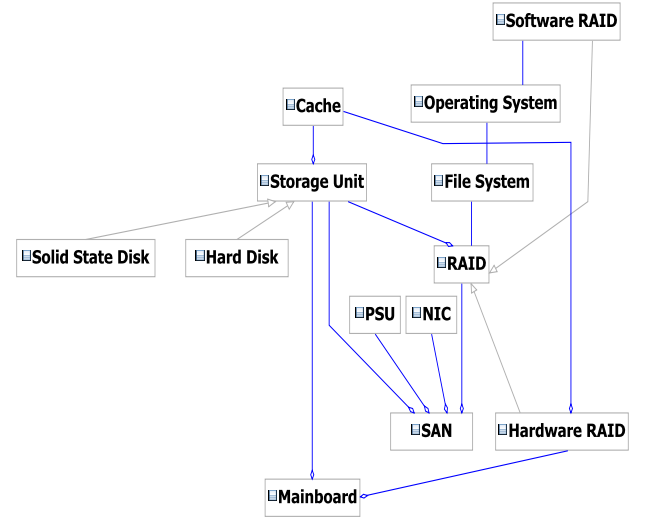 Software RAID
Cache
Operating System
Storage Unit
File System
Solid State Disk
Hard Disk
RAID
PSU
NIC
SAN
Hardware RAID
Mainboard